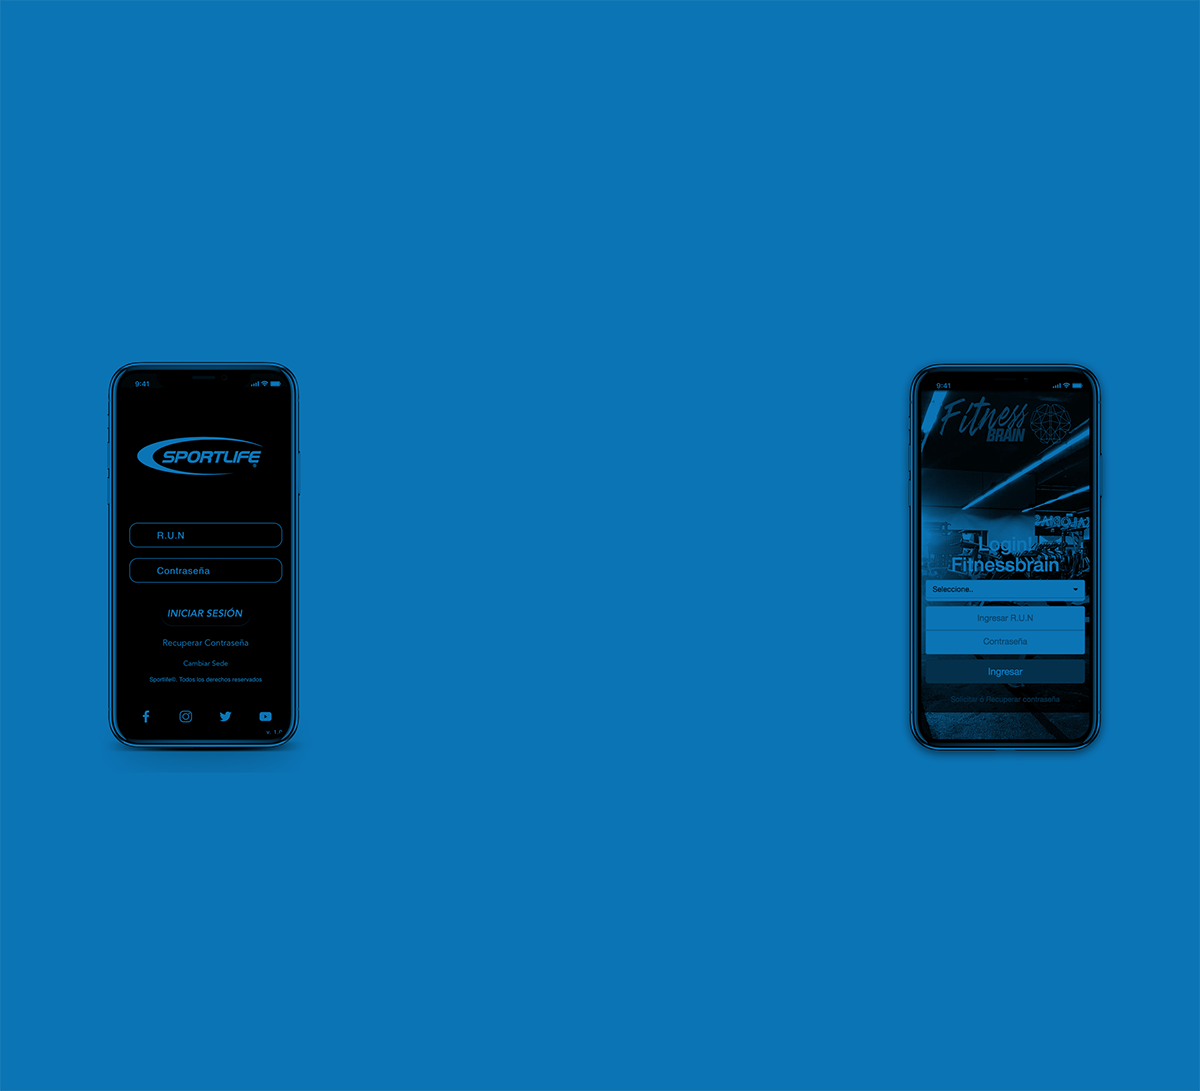 9:41
SPORTLIFE
R.U.N
Contraseña
INICIAR SESIÓN
Recuperar Contraseña
Cambiar Sede
Sportlife©, Todos los derechos reservados
v. 1.0
9:41
Fitness
BRAIN
Login!
Fitnessbrain
Seleccione..
Ingresar R.U.N
Contraseña
Ingresar
Solicitar ó Recuperar contraseña